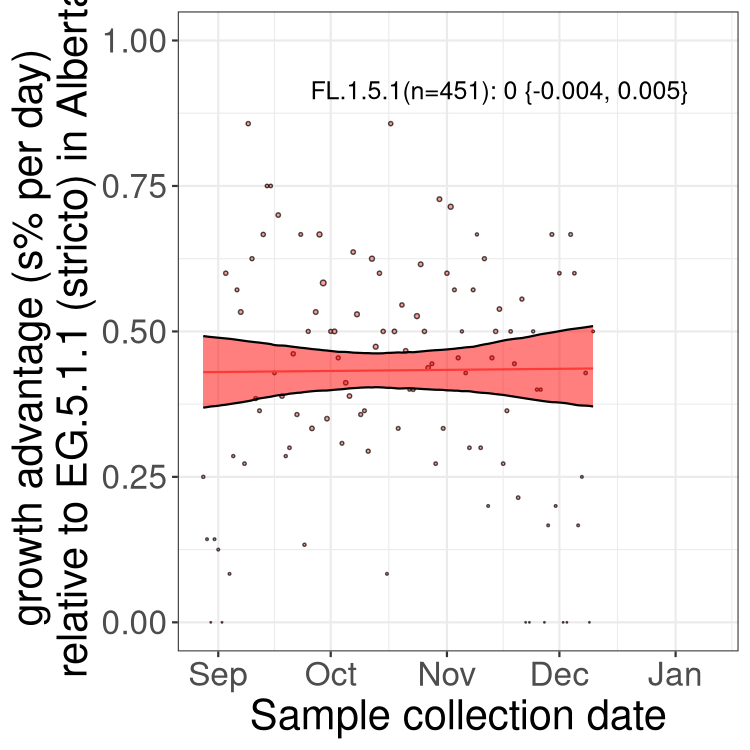 growth advantage (s% per day)
relative to EG.5.1.1 (stricto) in Alberta
1.00
0.75
0.50
0.25
0.00
FL.1.5.1(n=451): 0 {-0.004, 0.005}
Sep Oct Nov Dec Jan
Sample collection date